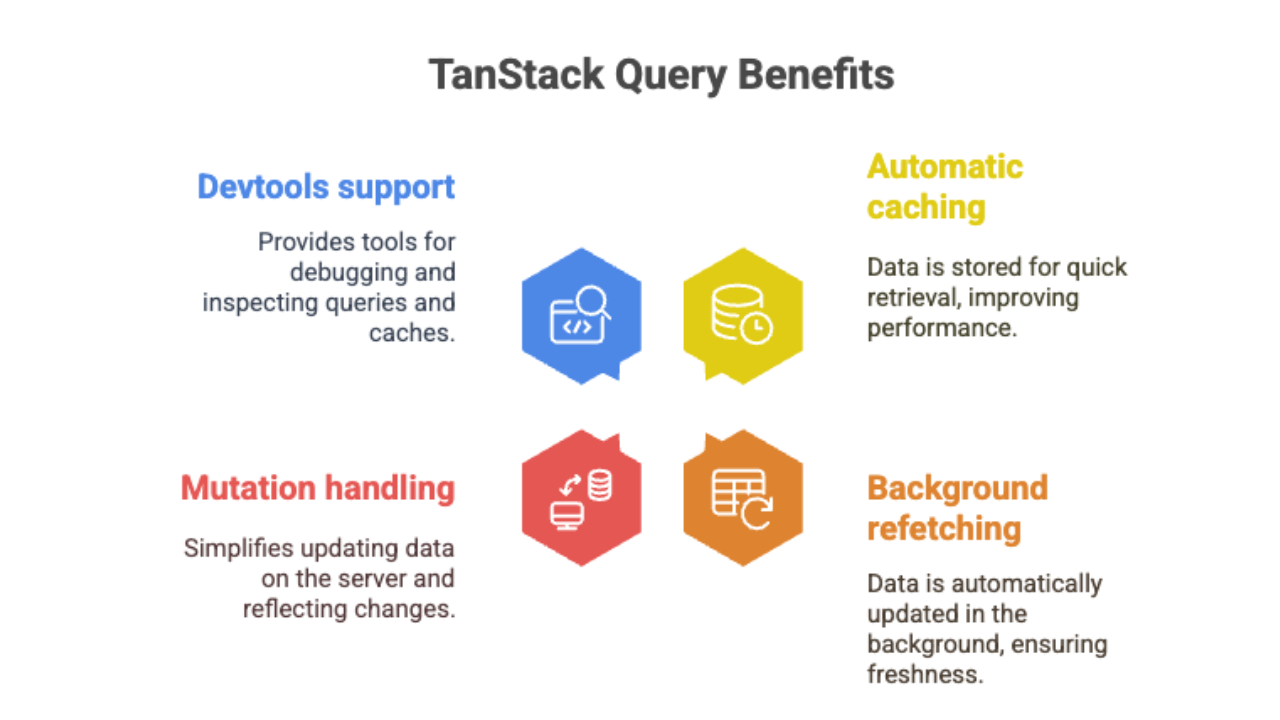 TanStack Query Benefits
Devtools support
Provides tools for
debugging and
inspecting queries and
caches.
Automatic
caching
Data is stored for quick
retrieval, improving
performance.
Mutation handling
Simplifies updating data
on the server and
reflecting changes.
Background
refetching
Data is automatically
updated in the
background, ensuring
freshness.